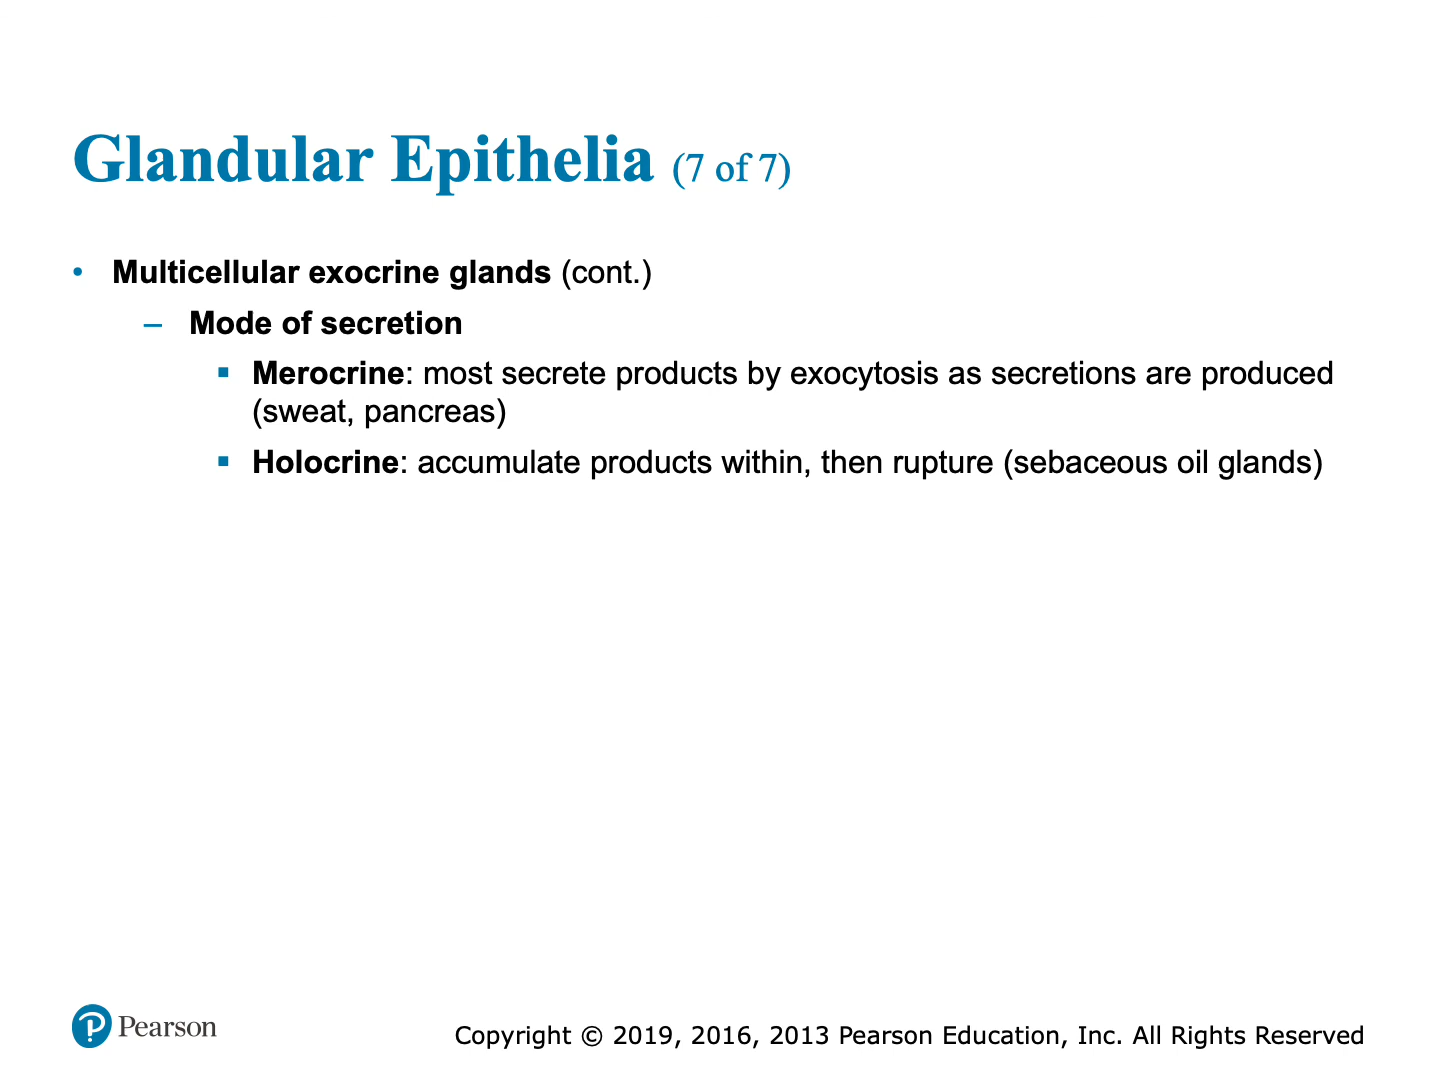 Glandular Epithelia (7 of 7)
• Multicellular exocrine glands (cont.)
– Mode of secretion
▪ Merocrine: most secrete products by exocytosis as secretions are produced
(sweat, pancreas)
▪ Holocrine: accumulate products within, then rupture (sebaceous oil glands)
Pearson
Copyright © 2019, 2016, 2013 Pearson Education, Inc. All Rights Reserved